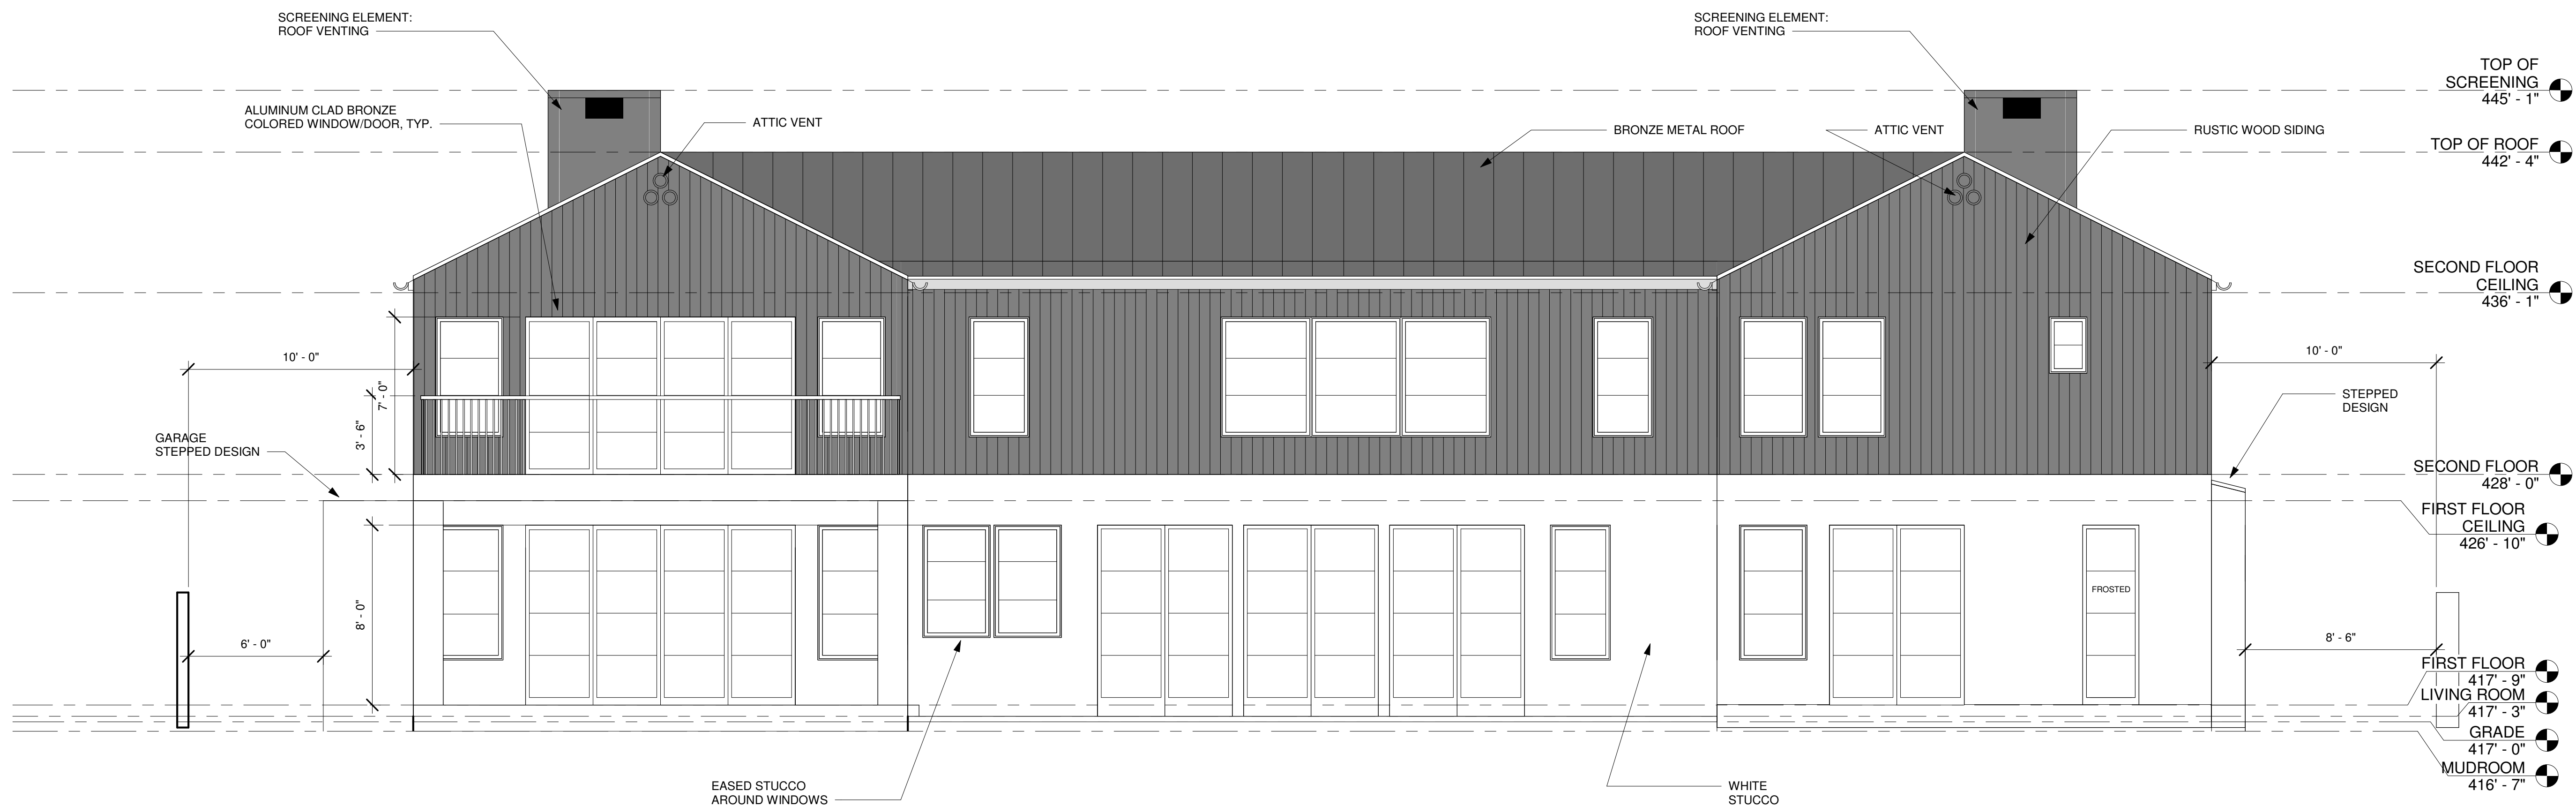 SCREENING ELEMENT:
ROOF VENTING
SCREENING ELEMENT:
ROOF VENTING
TOP OF
SCREENING
445' - 1"
ALUMINUM CLAD BRONZE
COLORED WINDOW/DOOR, TYP.
ATTIC VENT
BRONZE METAL ROOF
ATTIC VENT
RUSTIC WOOD SIDING
TOP OF ROOF
442' - 4"
SECOND FLOOR
CEILING
436' - 1"
10' - 0"
10' - 0"
7' - 0"
3' - 6"
STEPPED
DESIGN
GARAGE
STEPPED DESIGN
SECOND FLOOR
428' - 0"
FIRST FLOOR
CEILING
426' - 10"
FROSTED
8' - 0"
6' - 0"
8' - 6"
FIRST FLOOR
417' - 9"
LIVING ROOM
417' - 3"
GRADE
417' - 0"
MUDROOM
416' - 7"
EASED STUCCO
AROUND WINDOWS
WHITE
STUCCO